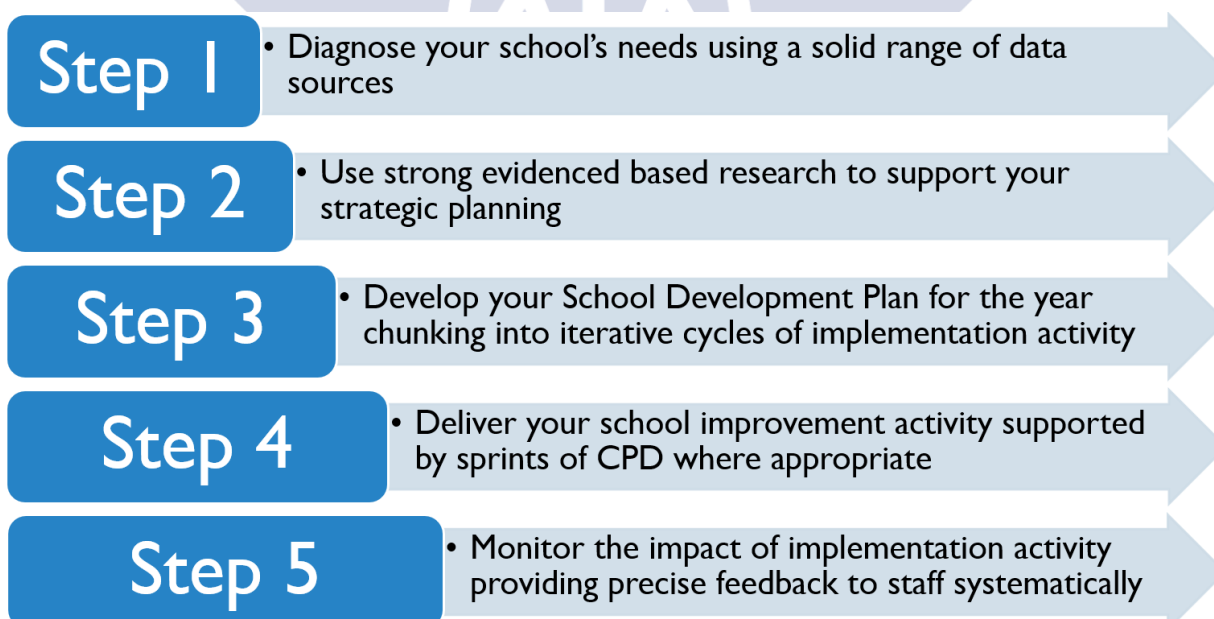 Step 1
• Diagnose your school’s needs using a solid range of data
sources
Step 2
• Use strong evidenced based research to support your
strategic planning
Step 3
• Develop your School Development Plan for the year
chunking into iterative cycles of implementation activity
Step 4
• Deliver your school improvement activity supported
by sprints of CPD where appropriate
Step 5
• Monitor the impact of implementation activity
providing precise feedback to staff systematically